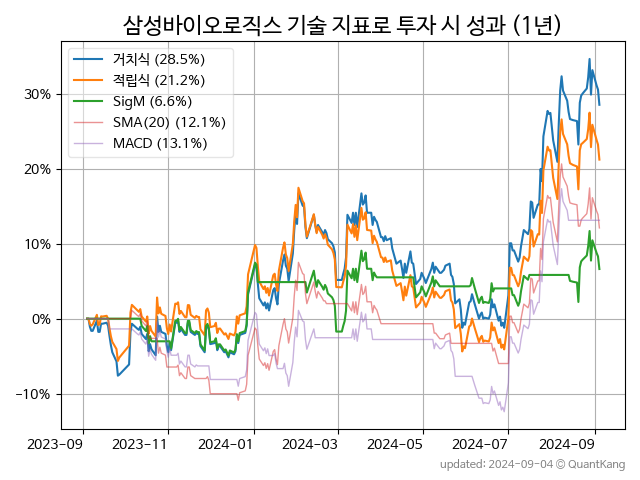 삼성바이오로직스 기술 지표로 투자 시 성과 (1년)
거치식 (28.5%)
적립식 (21.2%)
SigM (6.6%)
SMA(20) (12.1%)
MACD (13.1%)
30%
20%
10%
0%
−10%
2023-09 2023-11 2024-01 2024-03 2024-05 2024-07 2024-09
updated: 2024-09-04 © QuantKang